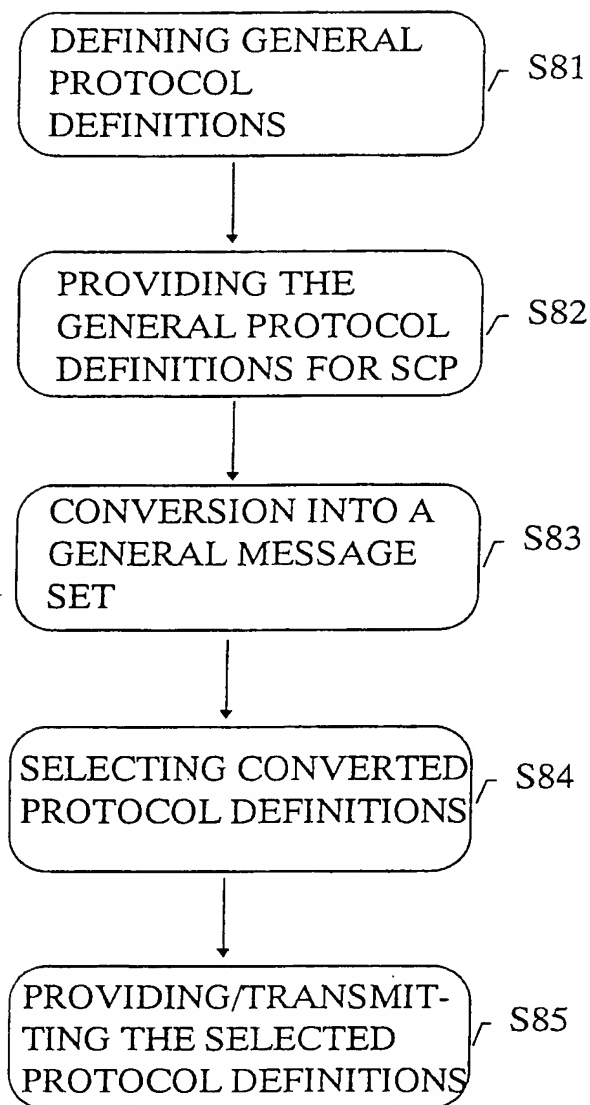 DEFINING GENERAL
PROTOCOL
DEFINITIONS
S81
PROVIDING THE
GENERAL PROTOCOL
DEFINITIONS FOR SCP
S82
CONVERSION INTO A
GENERAL MESSAGE
SET
S83
SELECTING CONVERTED
PROTOCOL DEFINITIONS
S84
PROVIDING/TRANSMIT-
TING THE SELECTED
PROTOCOL DEFINITIONS
S85